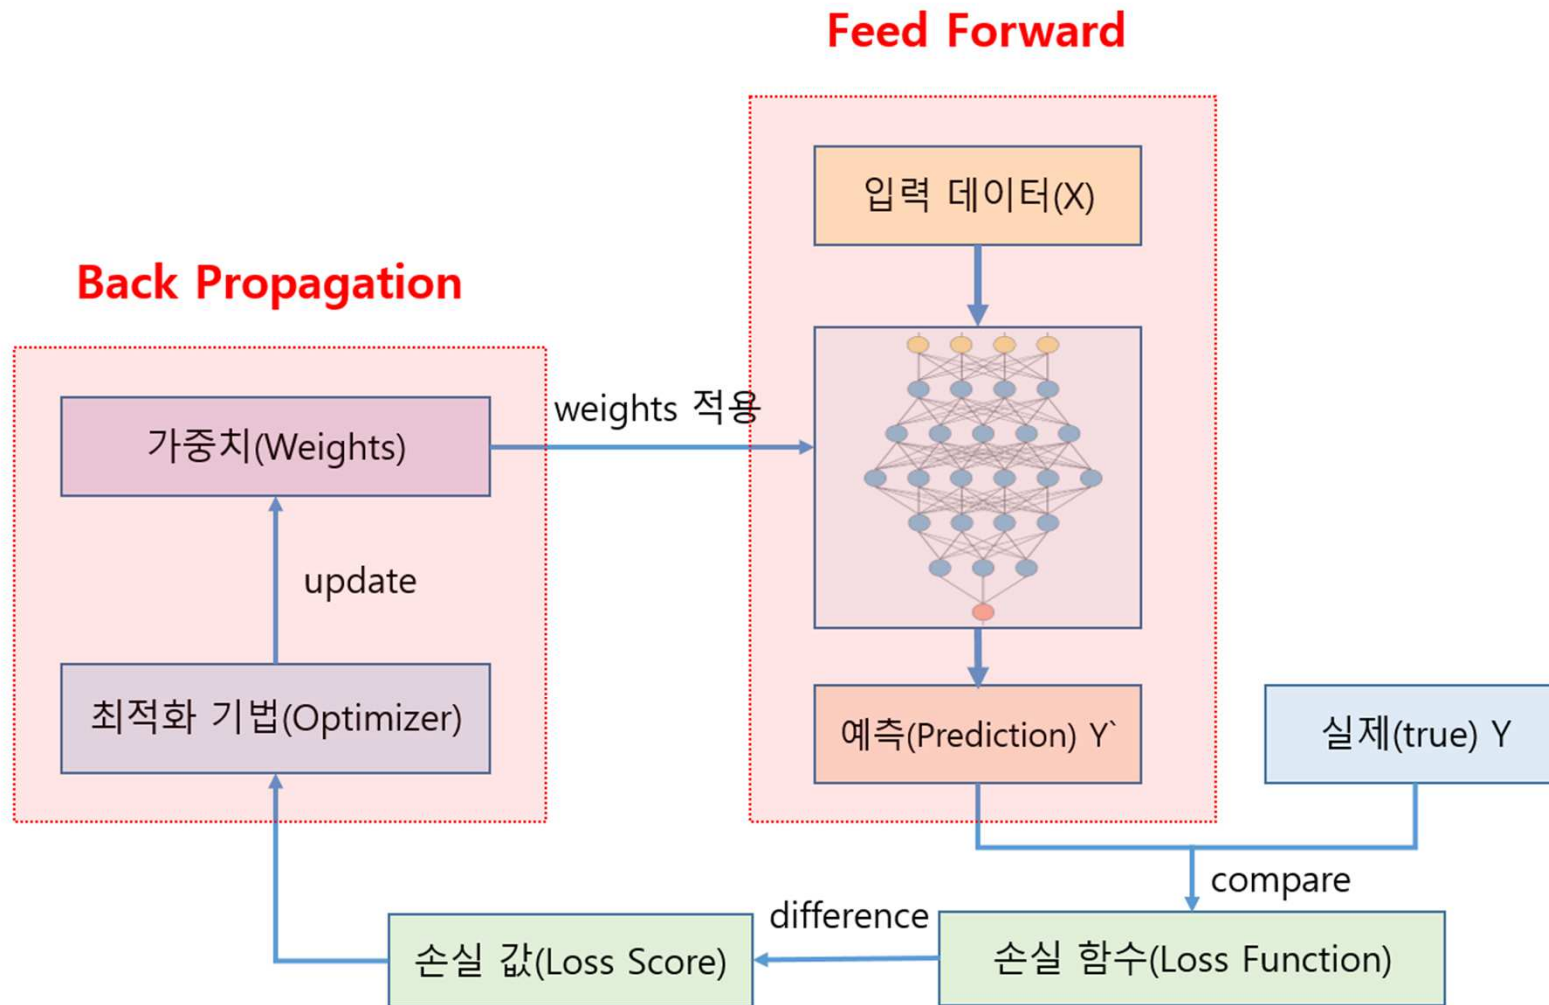 Feed Forward
입력 데이터(X)
Back Propagation
가중치(Weights)
weights 적용
update
최적화 기법(Optimizer)
예측(Prediction) Y`
실제(true) Y
compare
difference
손실 값(Loss Score)
손실 함수(Loss Function)